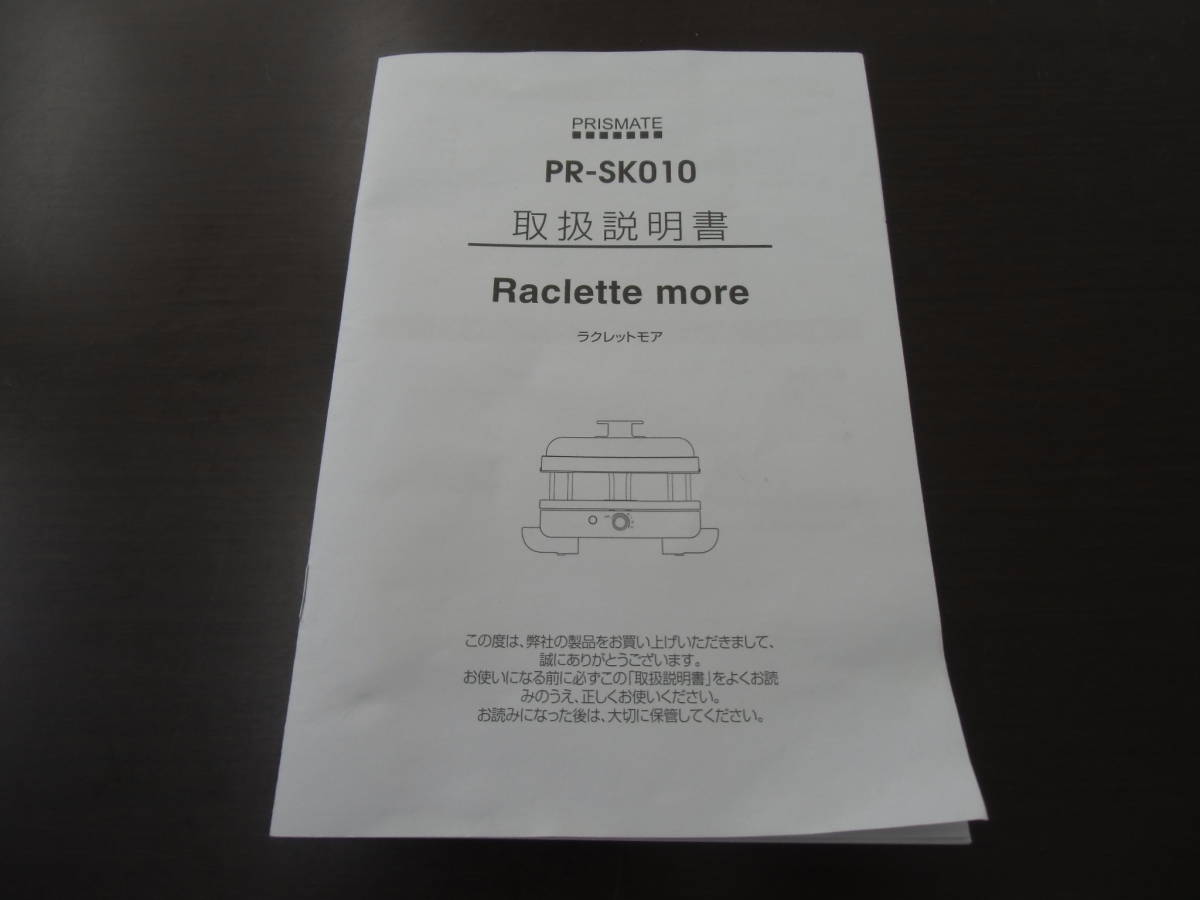 PRISMATE
PR-SK010
取扱説明書
Raclette more
ラクレットモア
この度は、弊社の製品をお買い上げいただきまして、
誠にありがとうございます。
お使いになる前に必ずこの「取扱説明書」をよくお読
みのうえ、正しくお使いください。
お読みになった後は、大切に保管してください。